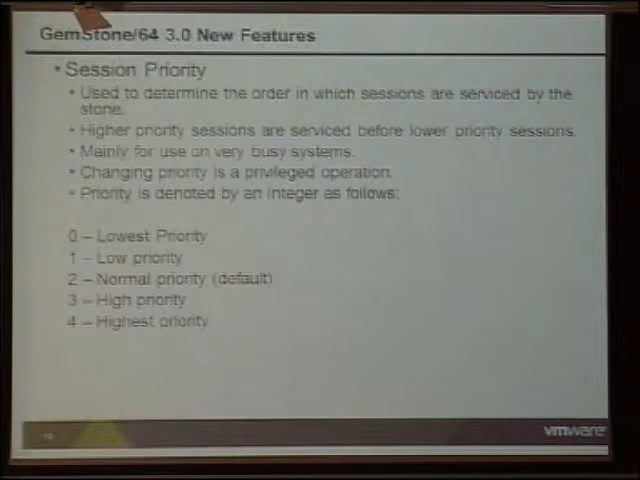 GemStone/64 3.0 New Features
• Session Priority
• Used to determine the order in which sessions are serviced by the
stone.
• Higher priority sessions are serviced before lower priority sessions.
• Mainly for use on very busy systems.
• Changing priority is a privileged operation.
• Priority is denoted by an integer as follows:
0 – Lowest Priority
1 – Low priority
2 – Normal priority (default)
3 – High priority
4 – Highest priority
vmware